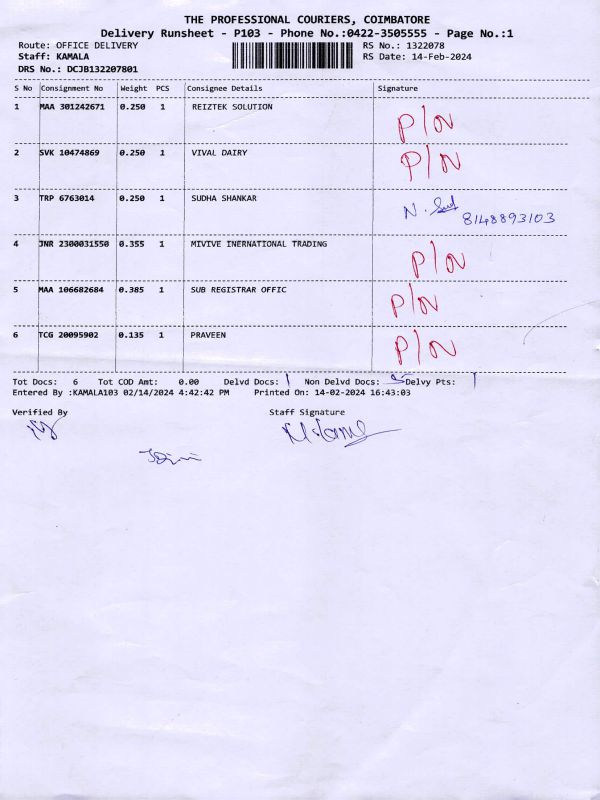 THE PROFESSIONAL COURIERS, COIMBATORE
Delivery Runsheet - P103 - Phone No.:0422-3505555 - Page No.:1
Route: OFFICE DELIVERY RS No.: 1322078
Staff: KAMALA RS Date: 14-Feb-2024
DRS No.: DCJB132207801
S No Consignment No Weight PCS Consignee Details Signature
1 MAA 301242671 0.250 1 REIZTEK SOLUTION P/N
2 SVK 10474869 0.250 1 VIVAL DAIRY P/N
3 TRP 6763014 0.250 1 SUDHA SHANKAR N. 8148893103
4 JNR 2300031550 0.355 1 MIVIVE INERNATIONAL TRADING P/N
5 MAA 106682684 0.385 1 SUB REGISTRAR OFFIC P/N
6 TCG 20095902 0.135 1 PRAVEEN P/N
Tot Docs: 6 Tot COD Amt: 0.00 Delvd Docs: 1 Non Delvd Docs: 5 Delvy Pts: 1
Entered By :KAMALA103 02/14/2024 4:42:42 PM Printed On: 14-02-2024 16:43:03
Verified By Staff Signature